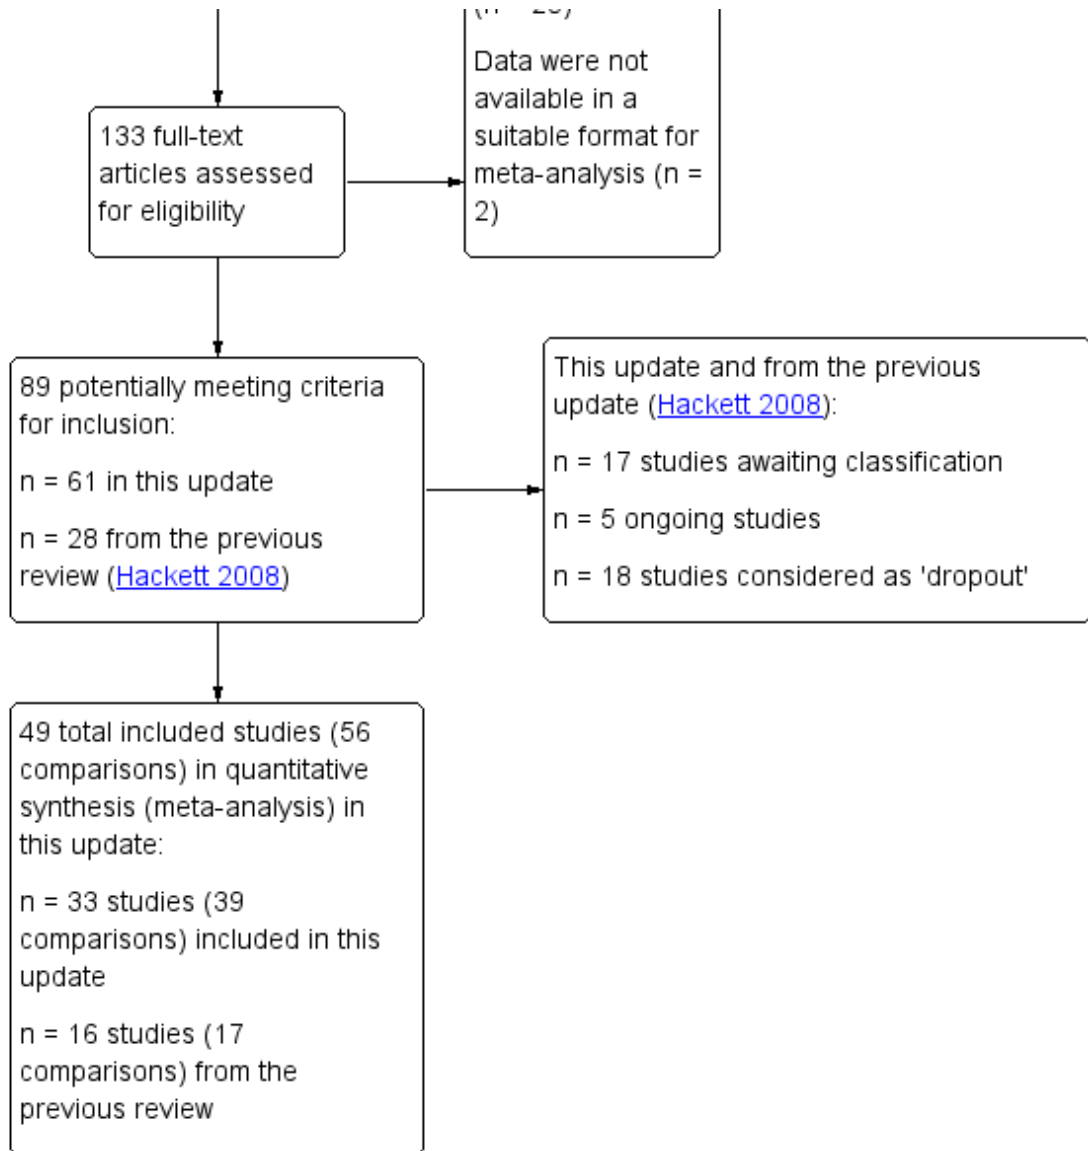 Data were not
available in a
suitable format for
meta-analysis (n =
2)
133 full-text
articles assessed
for eligibility
89 potentially meeting criteria
for inclusion:
n = 61 in this update
n = 28 from the previous
review (Hackett 2008)
This update and from the previous
update (Hackett 2008):
n = 17 studies awaiting classification
n = 5 ongoing studies
n = 18 studies considered as 'dropout'
49 total included studies (56
comparisons) in quantitative
synthesis (meta-analysis) in
this update:
n = 33 studies (39
comparisons) included in this
update
n = 16 studies (17
comparisons) from the
previous review